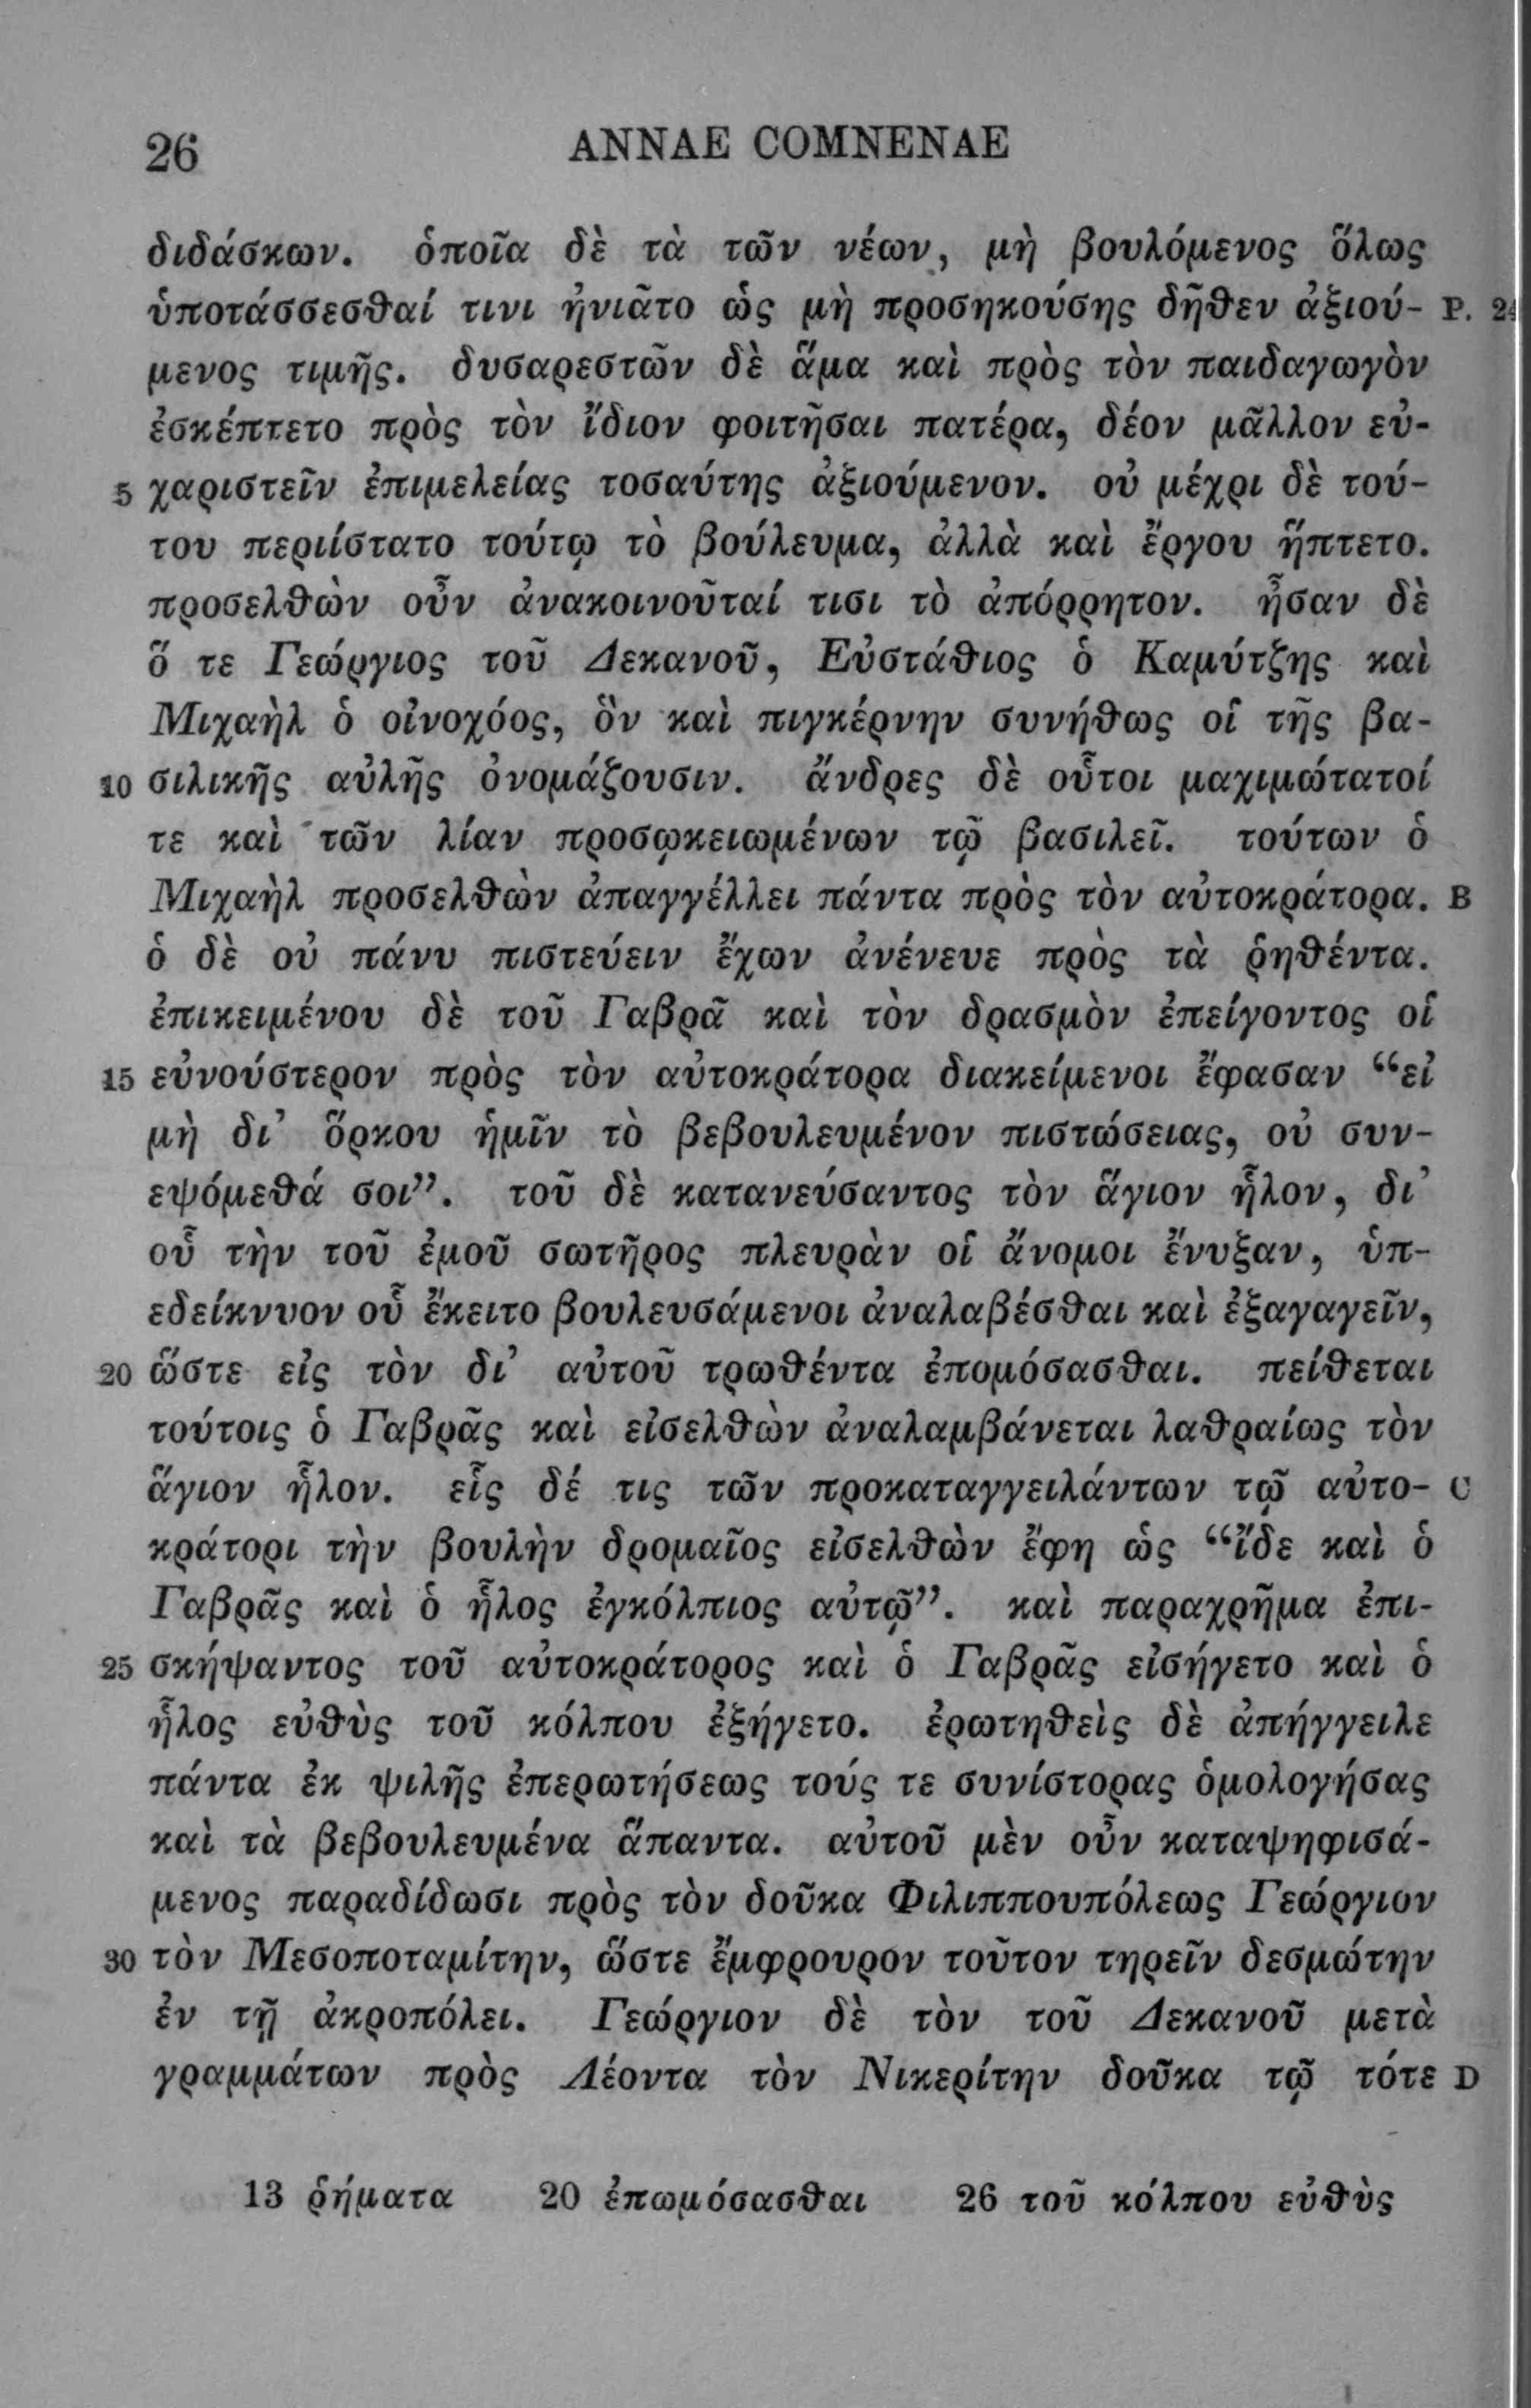 26 ANNAE COMNENAE
διδάσκων. ὁποῖα δὲ τὰ τῶν νέων, μὴ βουλόμενος ὅλως
ὑποτάσσεσθαί τινι ἠνιᾶτο ὡς μὴ προσηκούσης δῆθεν ἀξιού- P. 24
μενος τιμῆς. δυσαρεστῶν δὲ ἅμα καὶ πρὸς τὸν παιδαγωγὸν
ἐσκέπτετο πρὸς τὸν ἴδιον φοιτῆσαι πατέρα, δέον μᾶλλον εὐ-
5 χαριστεῖν ἐπιμελείας τοσαύτης ἀξιούμενον. οὐ μέχρι δὲ τού-
του περιίστατο τούτῳ τὸ βούλευμα, ἀλλὰ καὶ ἔργου ἥπτετο.
προσελθὼν οὖν ἀνακοινοῦταί τισι τὸ ἀπόρρητον. ἦσαν δὲ
ὅ τε Γεώργιος τοῦ Δεκανοῦ, Εὐστάθιος ὁ Καμύτζης καὶ
Μιχαὴλ ὁ οἰνοχόος, ὃν καὶ πιγκέρνην συνήθως οἱ τῆς βα-
10 σιλικῆς αὐλῆς ὀνομάζουσιν. ἄνδρες δὲ οὗτοι μαχιμώτατοί
τε καὶ τῶν λίαν προσῳκειωμένων τῷ βασιλεῖ. τούτων ὁ
Μιχαὴλ προσελθὼν ἀπαγγέλλει πάντα πρὸς τὸν αὐτοκράτορα. B
ὁ δὲ οὐ πάνυ πιστεύειν ἔχων ἀνένευε πρὸς τὰ ῥηθέντα.
ἐπικειμένου δὲ τοῦ Γαβρᾶ καὶ τὸν δρασμὸν ἐπείγοντος οἱ
15 εὐνούστερον πρὸς τὸν αὐτοκράτορα διακείμενοι ἔφασαν “εἰ
μὴ δι’ ὅρκου ἡμῖν τὸ βεβουλευμένον πιστώσειας, οὐ συν-
εψόμεθά σοι”. τοῦ δὲ κατανεύσαντος τὸν ἅγιον ἧλον, δι’
οὗ τὴν τοῦ ἐμοῦ σωτῆρος πλευρὰν οἱ ἄνομοι ἔνυξαν, ὑπ-
εδείκνυον οὗ ἔκειτο βουλευσάμενοι ἀναλαβέσθαι καὶ ἐξαγαγεῖν,
20 ὥστε εἰς τὸν δι’ αὐτοῦ τρωθέντα ἐπομόσασθαι. πείθεται
τούτοις ὁ Γαβρᾶς καὶ εἰσελθὼν ἀναλαμβάνεται λαθραίως τὸν
ἅγιον ἧλον. εἷς δέ τις τῶν προκαταγγειλάντων τῷ αὐτο- C
κράτορι τὴν βουλὴν δρομαῖος εἰσελθὼν ἔφη ὡς “ἴδε καὶ ὁ
Γαβρᾶς καὶ ὁ ἧλος ἐγκόλπιος αὐτῷ”. καὶ παραχρῆμα ἐπι-
25 σκήψαντος τοῦ αὐτοκράτορος καὶ ὁ Γαβρᾶς εἰσήγετο καὶ ὁ
ἧλος εὐθὺς τοῦ κόλπου ἐξήγετο. ἐρωτηθεὶς δὲ ἀπήγγειλε
πάντα ἐκ ψιλῆς ἐπερωτήσεως τούς τε συνίστορας ὁμολογήσας
καὶ τὰ βεβουλευμένα ἅπαντα. αὐτοῦ μὲν οὖν καταψηφισά-
μενος παραδίδωσι πρὸς τὸν δοῦκα Φιλιππουπόλεως Γεώργιον
30 τὸν Μεσοποταμίτην, ὥστε ἔμφρουρον τοῦτον τηρεῖν δεσμώτην
ἐν τῇ ἀκροπόλει. Γεώργιον δὲ τὸν τοῦ Δεκανοῦ μετὰ
γραμμάτων πρὸς Λέοντα τὸν Νικερίτην δοῦκα τῷ τότε D
13 ῥήματα 20 ἐπωμόσασθαι 26 τοῦ κόλπου εὐθὺς